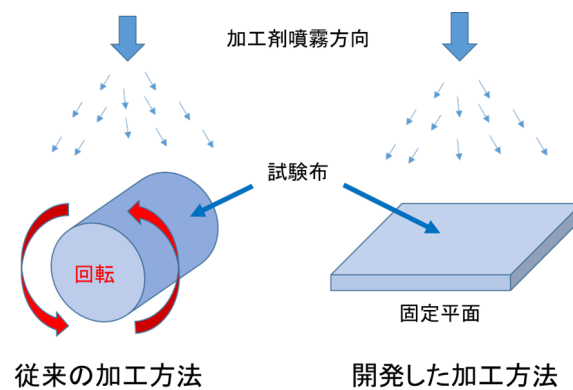 加工剤噴霧方向
試験布
回転
固定平面
従来の加工方法
開発した加工方法